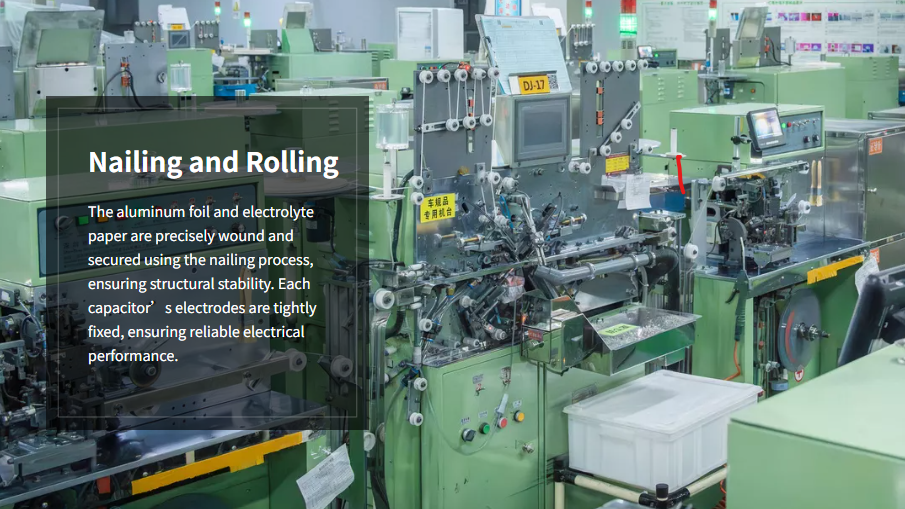 DJ-17
Nailing and Rolling
车规品
专用机台
The aluminum foil and electrolyte
paper are precisely wound and
secured using the nailing process,
ensuring structural stability. Each
capacitor’ s electrodes are tightly
fixed, ensuring reliable electrical
performance.